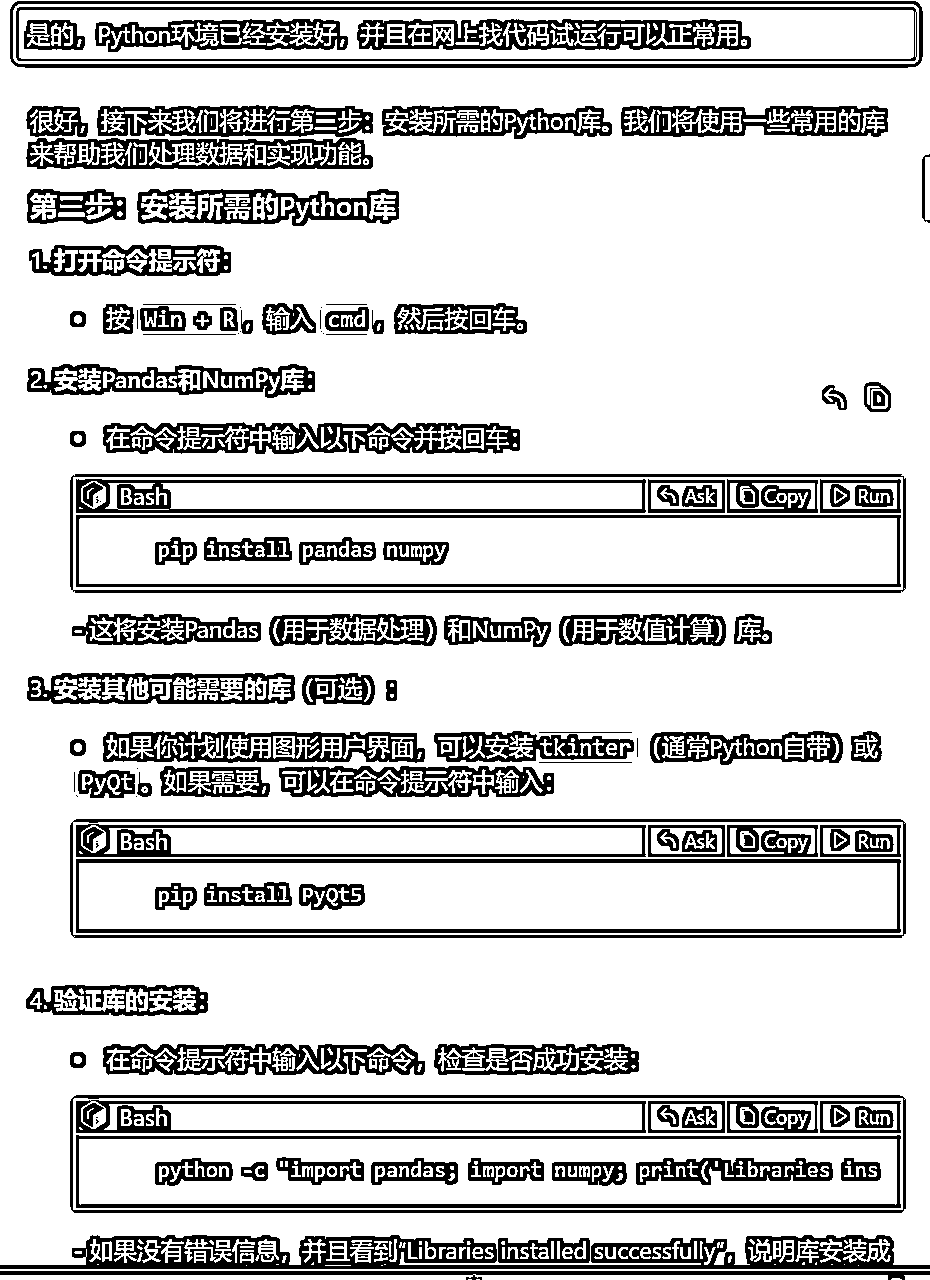 是的，Python环境已经安装好，并且在网上找代码试运行可以正常用。
很好，接下来我们将进行第三步：安装所需的Python库。我们将使用一些常用的库
来帮助我们处理数据和实现功能。
第三步：安装所需的Python库
1. 打开命令提示符：
按 Win + R，输入 cmd，然后按回车。
2. 安装Pandas和NumPy库：
在命令提示符中输入以下命令并按回车：
Bash Ask Copy Run
pip install pandas numpy
- 这将安装Pandas（用于数据处理）和NumPy（用于数值计算）库。
3. 安装其他可能需要的库（可选）：
如果你计划使用图形用户界面，可以安装 tkinter（通常Python自带）或
PyQt。如果需要，可以在命令提示符中输入：
Bash Ask Copy Run
pip install PyQt5
4. 验证库的安装：
在命令提示符中输入以下命令，检查是否成功安装：
Bash Ask Copy Run
python -c "import pandas; import numpy; print('Libraries ins
- 如果没有错误信息，并且看到“Libraries installed successfully”，说明库安装成